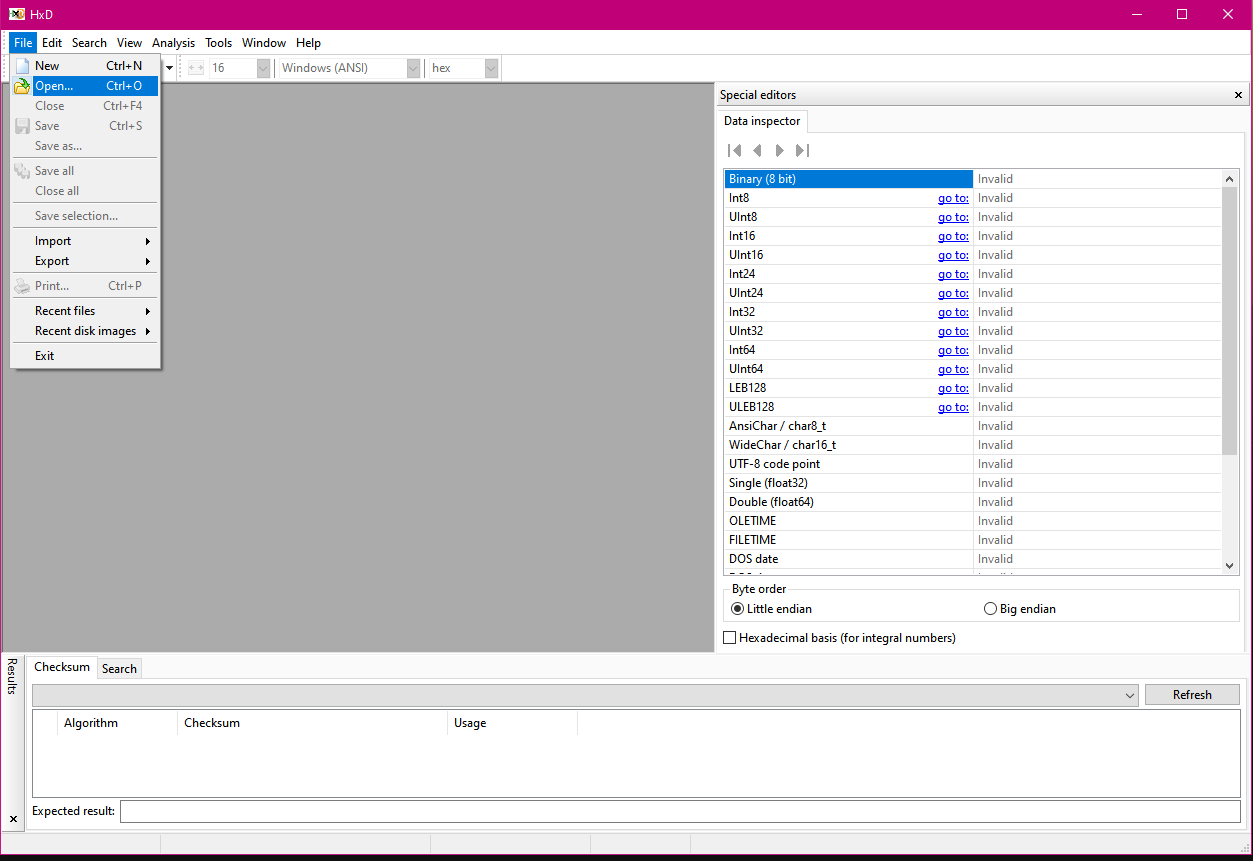 HxD
File Edit Search View Analysis Tools Window Help
16 Windows (ANSI) hex
New Ctrl+N
Open... Ctrl+O
Close Ctrl+F4
Save Ctrl+S
Save as...
Save all
Close all
Save selection...
Import
Export
Print... Ctrl+P
Recent files
Recent disk images
Exit
Special editors
Data inspector
Binary (8 bit) Invalid
Int8 go to: Invalid
UInt8 go to: Invalid
Int16 go to: Invalid
UInt16 go to: Invalid
Int24 go to: Invalid
UInt24 go to: Invalid
Int32 go to: Invalid
UInt32 go to: Invalid
Int64 go to: Invalid
UInt64 go to: Invalid
LEB128 go to: Invalid
ULEB128 go to: Invalid
AnsiChar / char8_t Invalid
WideChar / char16_t Invalid
UTF-8 code point Invalid
Single (float32) Invalid
Double (float64) Invalid
OLETIME Invalid
FILETIME Invalid
DOS date Invalid
Byte order
Little endian Big endian
Hexadecimal basis (for integral numbers)
Results
Checksum Search
Refresh
Algorithm Checksum Usage
Expected result: